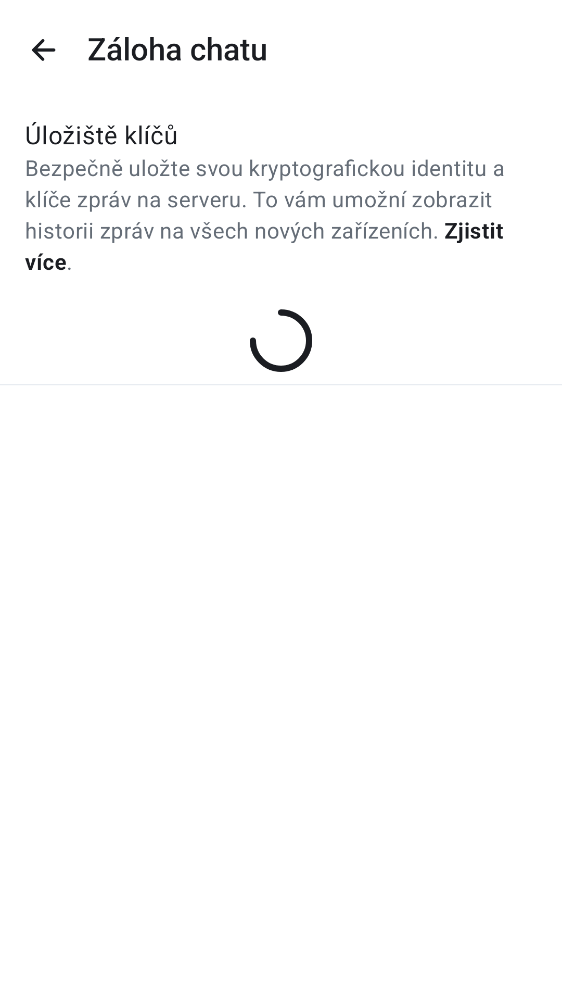 Záloha chatu
Úložiště klíčů
Bezpečně uložte svou kryptografickou identitu a
klíče zpráv na serveru. To vám umožní zobrazit
historii zpráv na všech nových zařízeních. Zjistit
více.